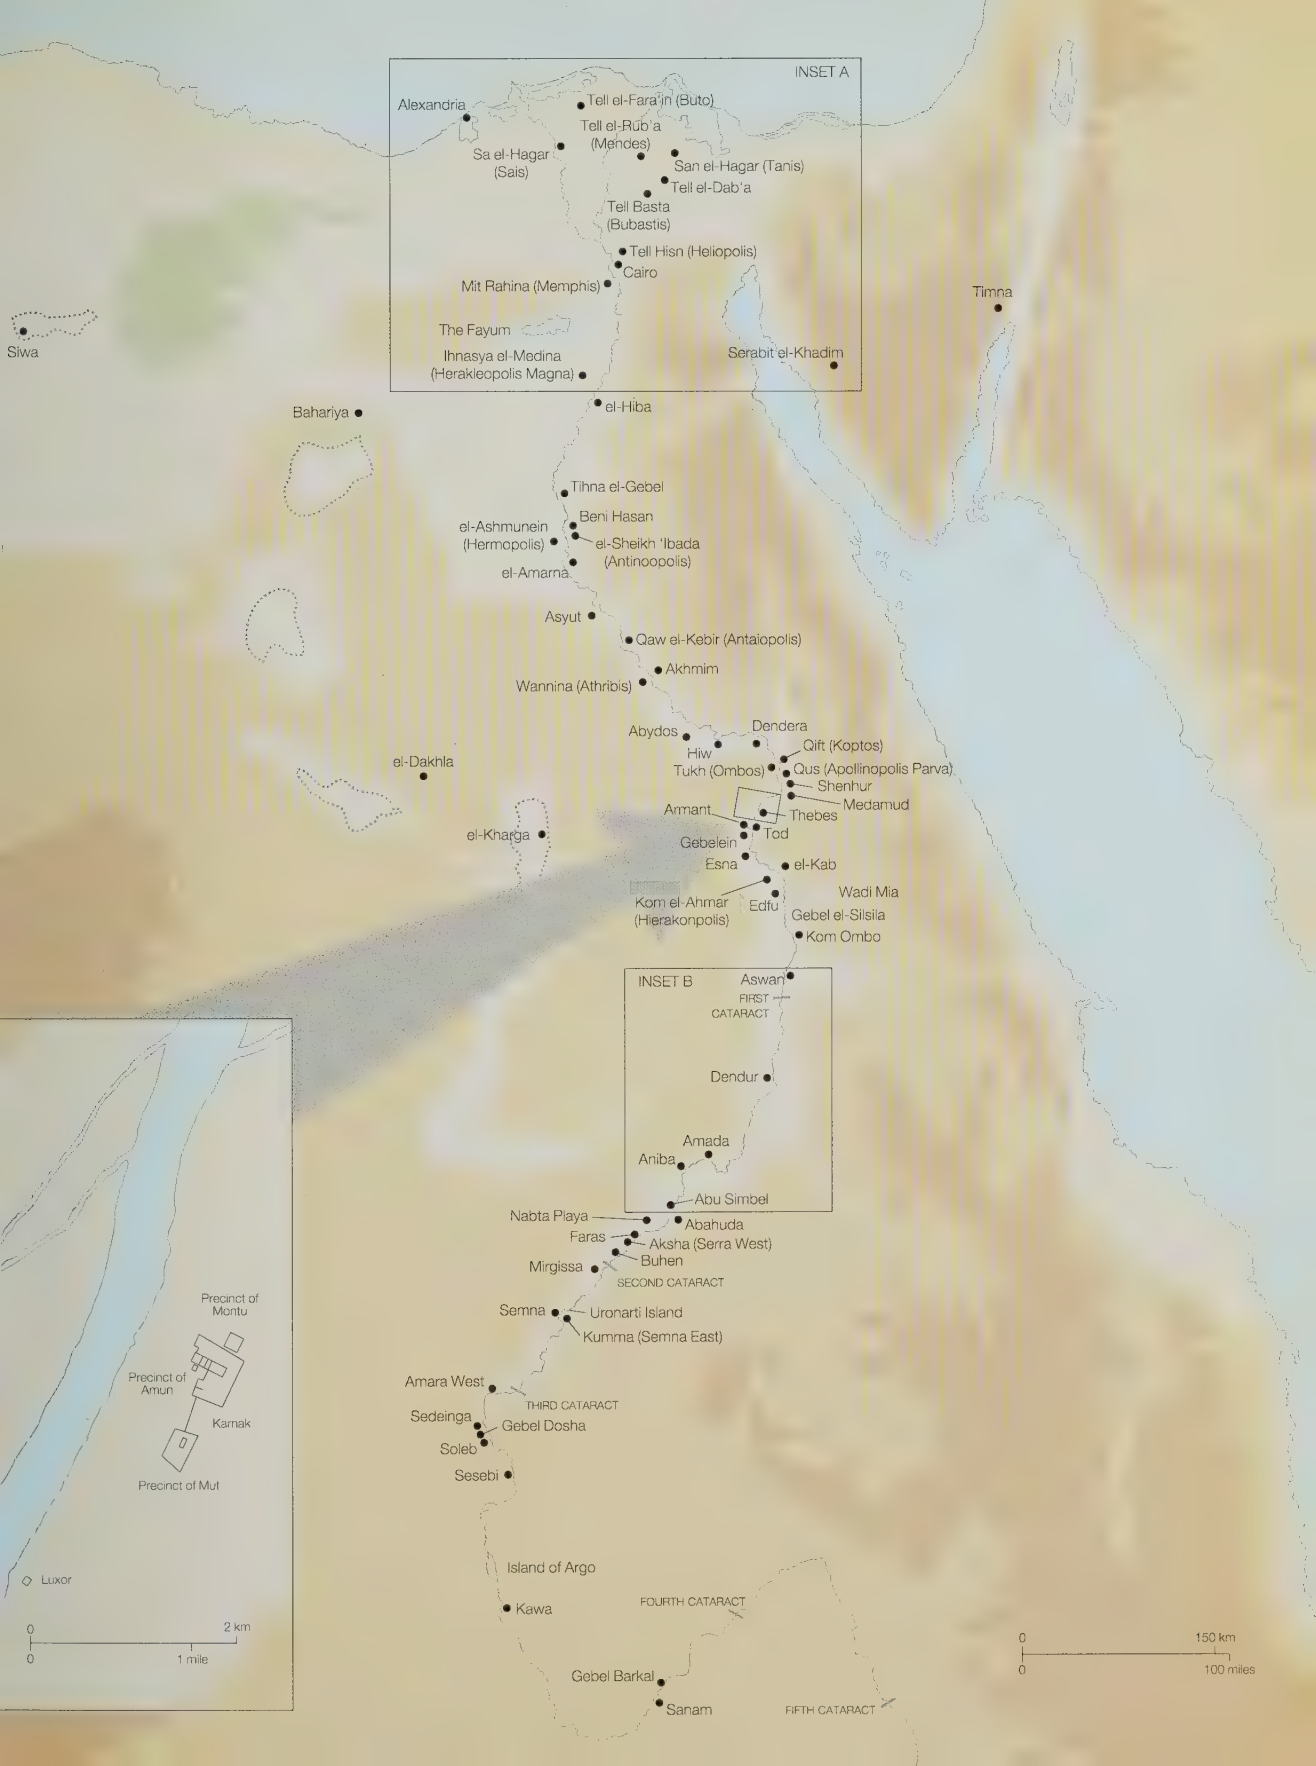 INSET A
Alexandria
Tell el-Fara'in (Buto)
Tell el-Rub'a
(Mendes)
Sa el-Hagar
(Sais)
San el-Hagar (Tanis)
Tell el-Dab'a
Tell Basta
(Bubastis)
Tell Hisn (Heliopolis)
Cairo
Mit Rahina (Memphis)
Timna
The Fayum
Siwa
Serabit el-Khadim
Ihnasya el-Medina
(Herakleopolis Magna)
el-Hiba
Bahariya
Tihna el-Gebel
Beni Hasan
el-Ashmunein
(Hermopolis)
el-Sheikh 'Ibada
(Antinoopolis)
el-Amarna
Asyut
Qaw el-Kebir (Antaiopolis)
Akhmim
Wannina (Athribis)
Abydos
Dendera
Hiw
Qift (Koptos)
el-Dakhla
Tukh (Ombos)
Qus (Apollinopolis Parva)
Shenhur
Medamud
Armant
Thebes
el-Kharga
Tod
Gebelein
Esna
el-Kab
Wadi Mia
Kom el-Ahmar
(Hierakonpolis)
Edfu
Gebel el-Silsila
Kom Ombo
INSET B
Aswan
FIRST
CATARACT
Dendur
Amada
Aniba
Abu Simbel
Nabta Playa
Abahuda
Faras
Aksha (Serra West)
Buhen
Mirgissa
SECOND CATARACT
Semna
Uronarti Island
Kumma (Semna East)
Amara West
THIRD CATARACT
Sedeinga
Gebel Dosha
Soleb
Sesebi
Island of Argo
Kawa
FOURTH CATARACT
Gebel Barkal
Sanam
FIFTH CATARACT
Precinct of
Montu
Precinct of
Amun
Karnak
Precinct of Mut
Luxor
0
2 km
0
1 mile
0
150 km
0
100 miles